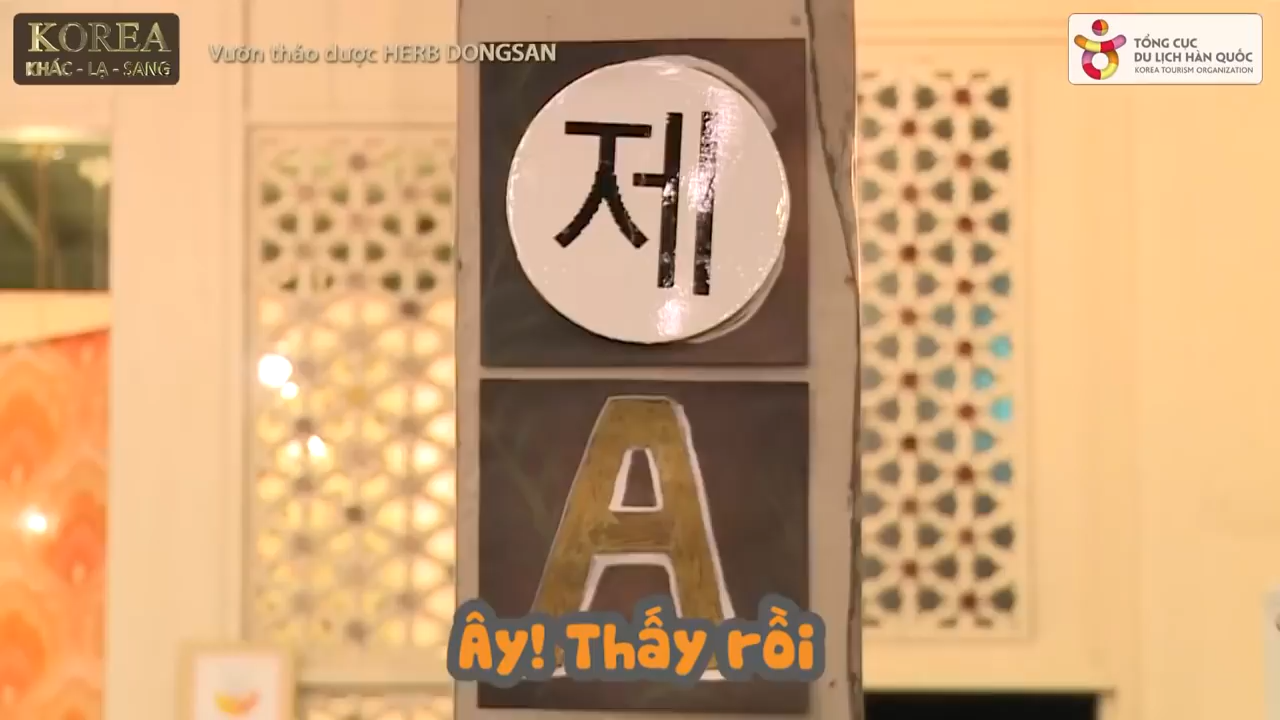 KOREA
KHÁC - LẠ - SANG
Vườn thảo dược HERB DONGSAN
TỔNG CỤC
DU LỊCH HÀN QUỐC
KOREA TOURISM ORGANIZATION
제
A
Ây! Thấy rồi